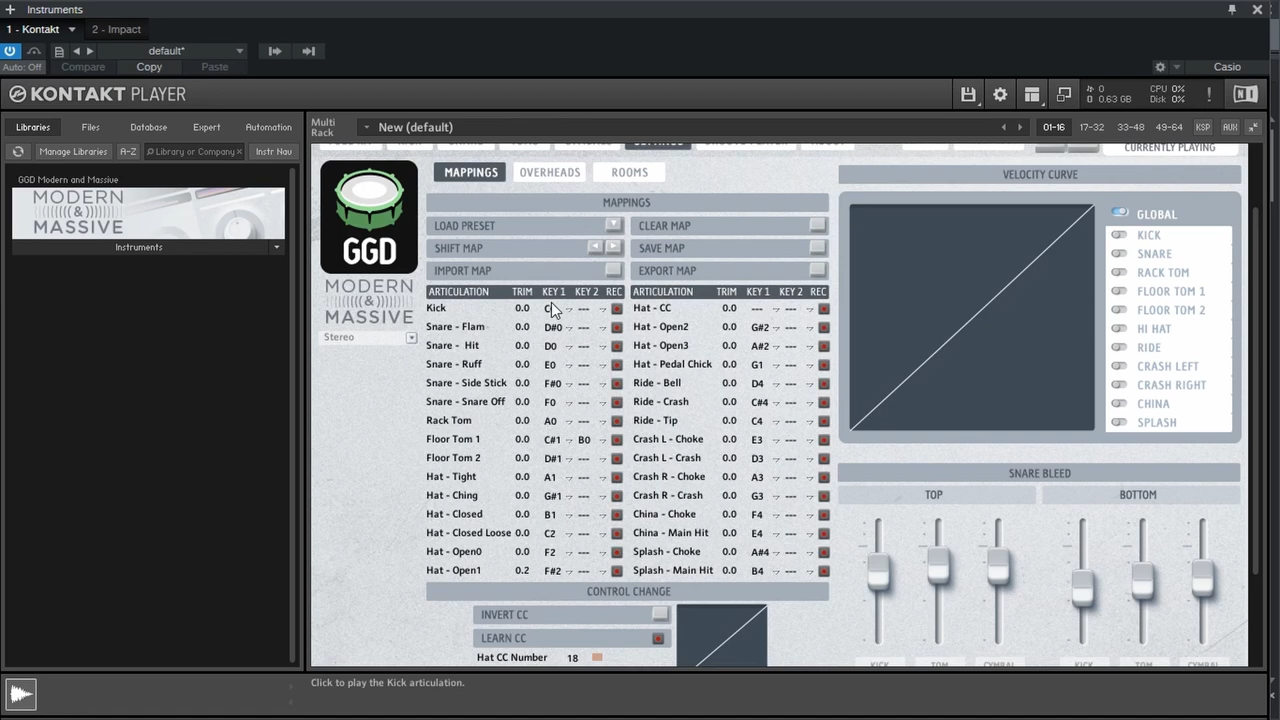 Instruments
1 - Kontakt 2 - Impact
default*
Auto: Off Compare Copy Paste Casio
KONTAKT PLAYER
0 CPU 0%
0.63 GB Disk 0%
Libraries Files Database Expert Automation
Multi Rack New (default) 01-16 17-32 33-48 49-64 KSP AUX
Manage Libraries A-Z Library or Company Instr Nav
CURRENTLY PLAYING
GGD Modern and Massive
MODERN & MASSIVE
Instruments
GGD
MODERN & MASSIVE
Stereo
MAPPINGS OVERHEADS ROOMS
MAPPINGS
LOAD PRESET CLEAR MAP
SHIFT MAP SAVE MAP
IMPORT MAP EXPORT MAP
ARTICULATION TRIM KEY 1 KEY 2 REC ARTICULATION TRIM KEY 1 KEY 2 REC
Kick 0.0 --- Hat - CC 0.0 --- ---
Snare - Flam 0.0 D#0 --- Hat - Open2 0.0 G#2 ---
Snare - Hit 0.0 D0 --- Hat - Open3 0.0 A#2 ---
Snare - Ruff 0.0 E0 --- Hat - Pedal Chick 0.0 G1 ---
Snare - Side Stick 0.0 F#0 --- Ride - Bell 0.0 D4 ---
Snare - Snare Off 0.0 F0 --- Ride - Crash 0.0 C#4 ---
Rack Tom 0.0 A0 --- Ride - Tip 0.0 C4 ---
Floor Tom 1 0.0 C#1 B0 Crash L - Choke 0.0 E3 ---
Floor Tom 2 0.0 D#1 --- Crash L - Crash 0.0 D3 ---
Hat - Tight 0.0 A1 --- Crash R - Choke 0.0 A3 ---
Hat - Ching 0.0 G#1 --- Crash R - Crash 0.0 G3 ---
Hat - Closed 0.0 B1 --- China - Choke 0.0 F4 ---
Hat - Closed Loose 0.0 C2 --- China - Main Hit 0.0 E4 ---
Hat - Open0 0.0 F2 --- Splash - Choke 0.0 A#4 ---
Hat - Open1 0.2 F#2 --- Splash - Main Hit 0.0 B4 ---
CONTROL CHANGE
INVERT CC
LEARN CC
Hat CC Number 18
VELOCITY CURVE
GLOBAL
KICK
SNARE
RACK TOM
FLOOR TOM 1
FLOOR TOM 2
HI HAT
RIDE
CRASH LEFT
CRASH RIGHT
CHINA
SPLASH
SNARE BLEED
TOP BOTTOM
KICK TOM CYMBAL KICK TOM CYMBAL
Click to play the Kick articulation.